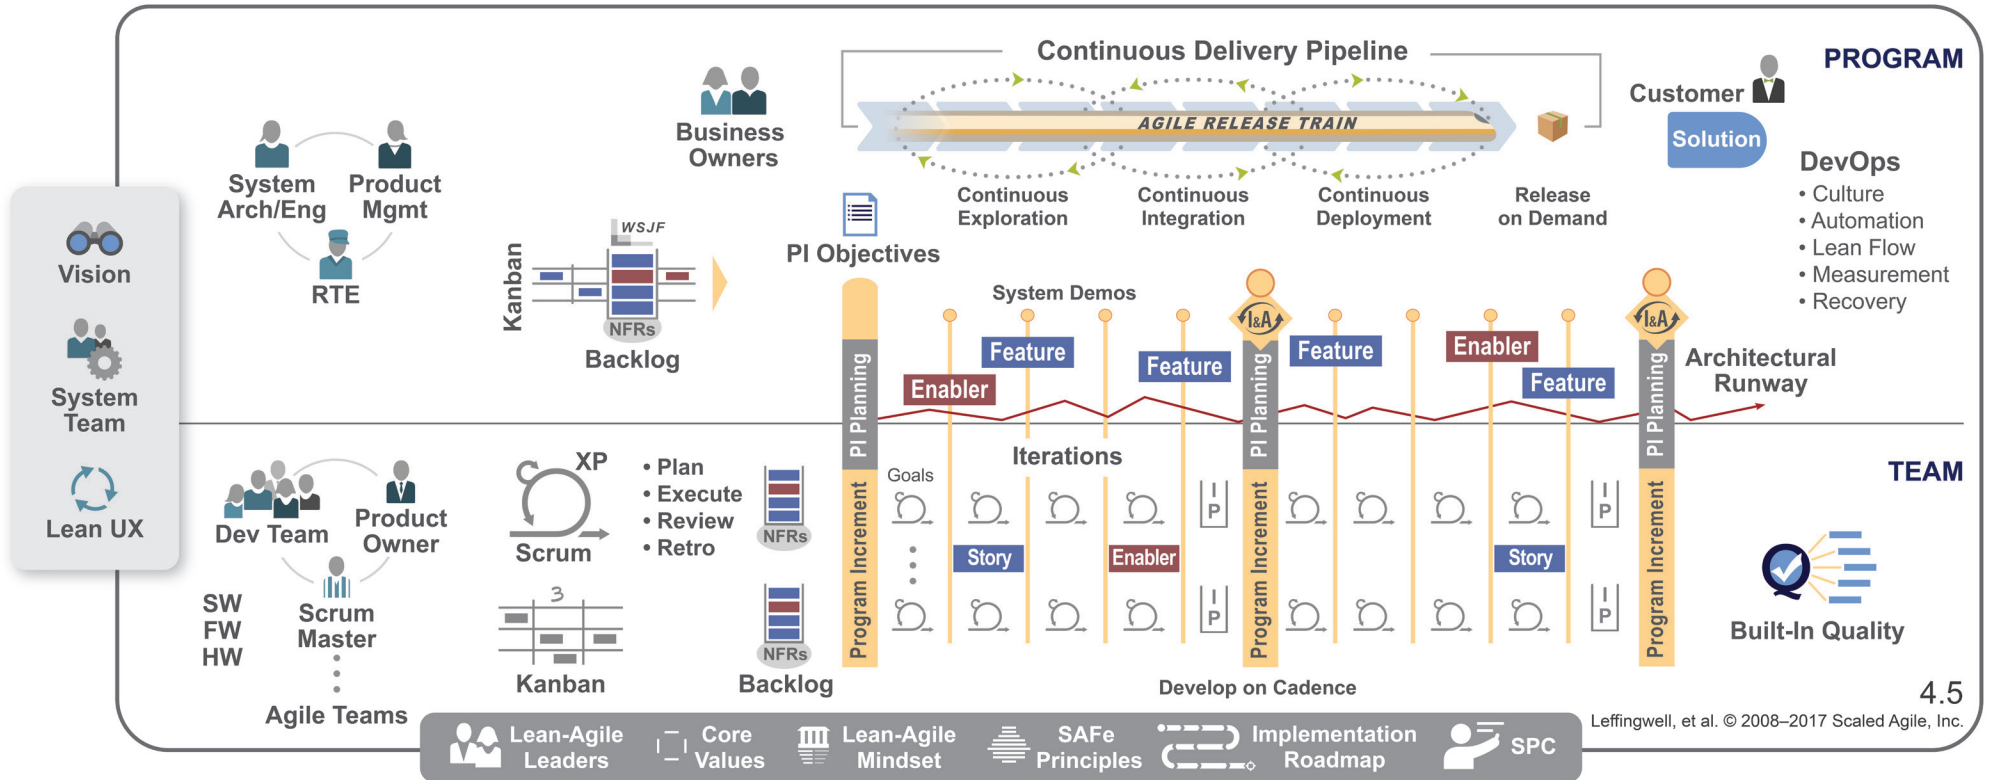 PROGRAM
Continuous Delivery Pipeline
AGILE RELEASE TRAIN
Continuous
Exploration
Continuous
Integration
Continuous
Deployment
Release
on Demand
Customer
Solution
DevOps
• Culture
• Automation
• Lean Flow
• Measurement
• Recovery
Business
Owners
System
Arch/Eng
Product
Mgmt
RTE
Vision
System
Team
Lean UX
Kanban
WSJF
NFRs
Backlog
PI Objectives
System Demos
I&A
I&A
Enabler
Feature
Feature
Feature
Enabler
Feature
PI Planning
PI Planning
PI Planning
Architectural
Runway
TEAM
Dev Team
Product
Owner
Scrum
Master
SW
FW
HW
Agile Teams
XP
Scrum
• Plan
• Execute
• Review
• Retro
3
Kanban
NFRs
NFRs
Backlog
Program Increment
Program Increment
Program Increment
Iterations
Goals
I
P
I
P
Story
Enabler
Story
I
P
I
P
Develop on Cadence
Q
Built-In Quality
4.5
Leffingwell, et al. © 2008–2017 Scaled Agile, Inc.
Lean-Agile
Leaders
Core
Values
Lean-Agile
Mindset
SAFe
Principles
Implementation
Roadmap
SPC